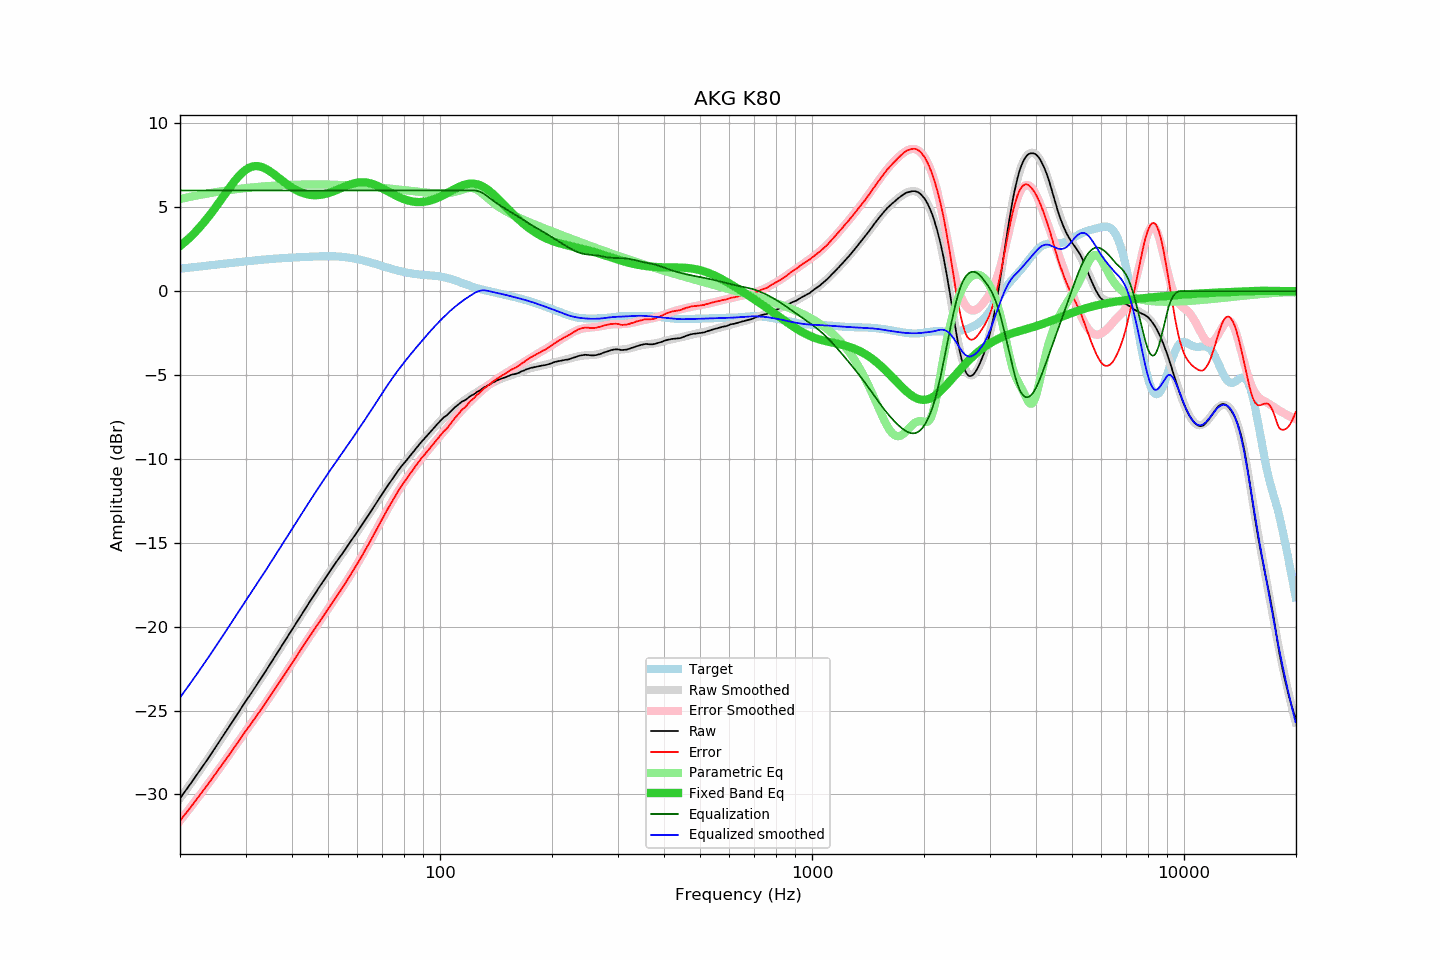 AKG K80
10
5
0
−5
−10
−15
−20
−25
−30
Amplitude (dBr)
Target
Raw Smoothed
Error Smoothed
Raw
Error
Parametric Eq
Fixed Band Eq
Equalization
Equalized smoothed
100
1000
10000
Frequency (Hz)